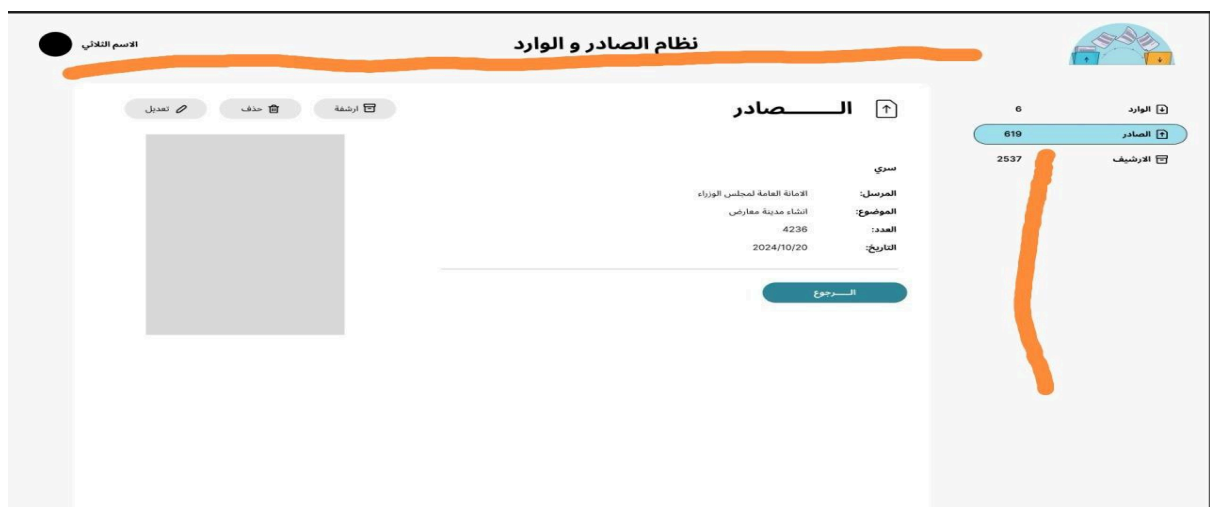 نظام الصادر و الوارد
الاسم الثلاثي
الوارد 6
الصادر 619
الارشيف 2537
الـــــــصادر
ارشفة
حذف
تعديل
سري
المرسل: الامانة العامة لمجلس الوزراء
الموضوع: انشاء مدينة معارض
العدد: 4236
التاريخ: 2024/10/20
الـــــرجوع